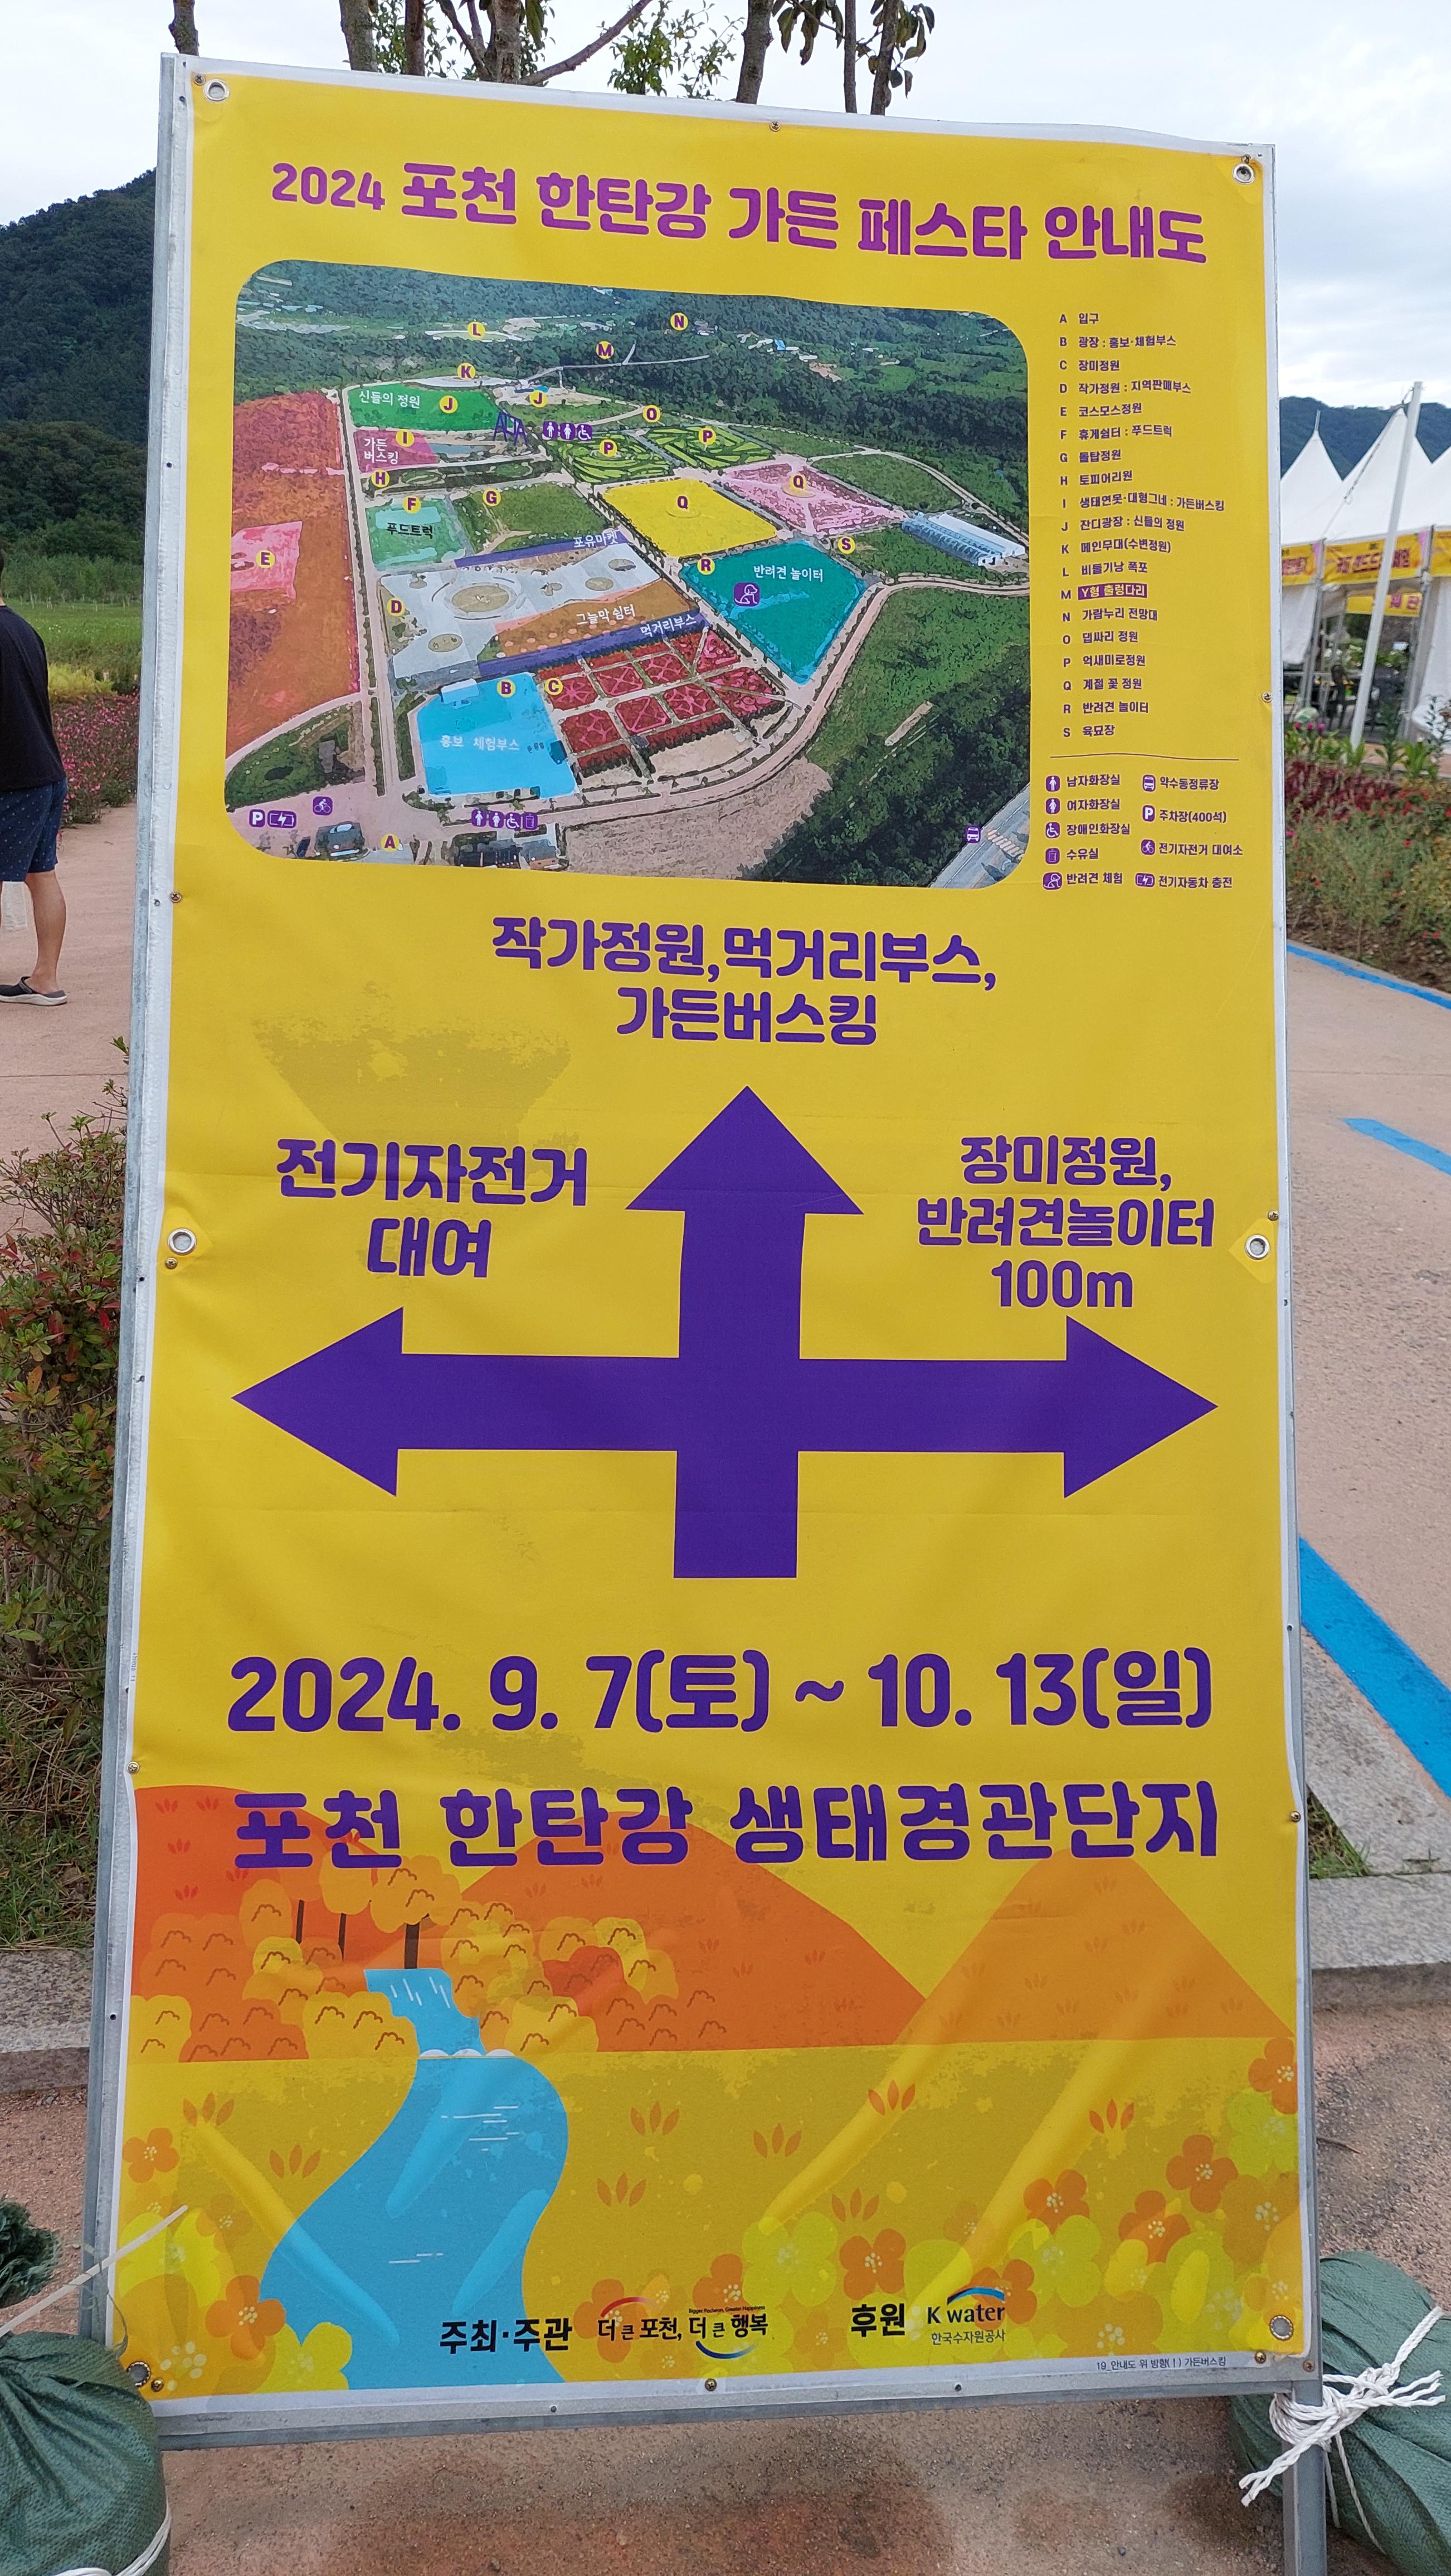 2024 포천 한탄강 가든 페스타 안내도
L
N
M
K
신들의 정원
J
J
O
I
가든
버스킹
P
P
H
F
G
Q
Q
푸드트럭
포유마켓
S
E
R
반려견 놀이터
D
그늘막 쉼터
먹거리부스
B
C
홍보 체험부스
P
A
A 입구
B 광장 : 홍보·체험부스
C 장미정원
D 작가정원 : 지역판매부스
E 코스모스정원
F 휴게쉼터 : 푸드트럭
G 돌탑정원
H 토피어리원
I 생태연못·대형그네 : 가든버스킹
J 잔디광장 : 신들의 정원
K 메인무대(수변정원)
L 비둘기낭 폭포
M Y형 출렁다리
N 가람누리 전망대
O 댑싸리 정원
P 억새미로정원
Q 계절 꽃 정원
R 반려견 놀이터
S 육묘장
남자화장실
여자화장실
장애인화장실
수유실
반려견 체험
약수동정류장
P 주차장(400석)
전기자전거 대여소
전기자동차 충전
작가정원,먹거리부스,
가든버스킹
전기자전거
대여
장미정원,
반려견놀이터
100m
2024. 9. 7(토) ~ 10. 13(일)
포천 한탄강 생태경관단지
주최·주관
더 큰 포천, 더 큰 행복
후원
K water
한국수자원공사
19_안내도 위 방향(↑) 가든버스킹